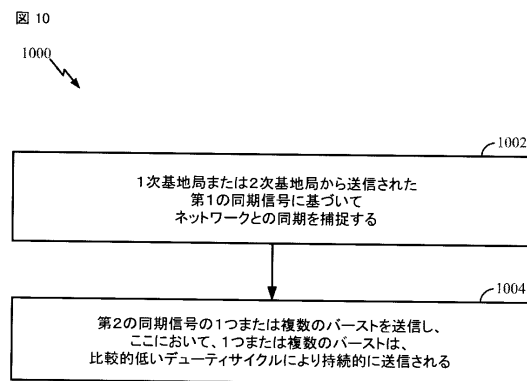 図 10
1000
1002
1次基地局または2次基地局から送信された
第1の同期信号に基づいて
ネットワークとの同期を捕捉する
1004
第2の同期信号の1つまたは複数のバーストを送信し、
ここにおいて、1つまたは複数のバーストは、
比較的低いデューティサイクルにより持続的に送信される